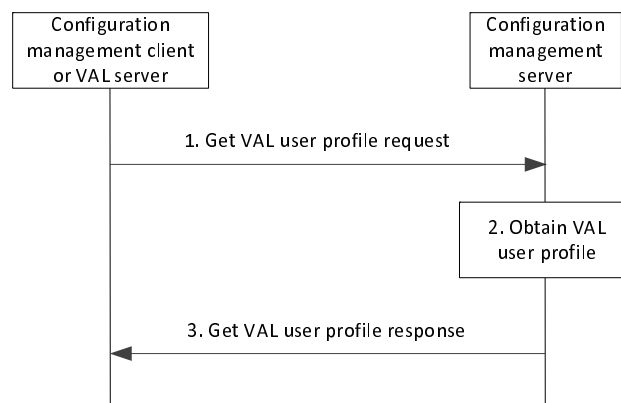 Configuration
management client
or VAL server
Configuration
management
server
1. Get VAL user profile request
2. Obtain VAL
user profile
3. Get VAL user profile response